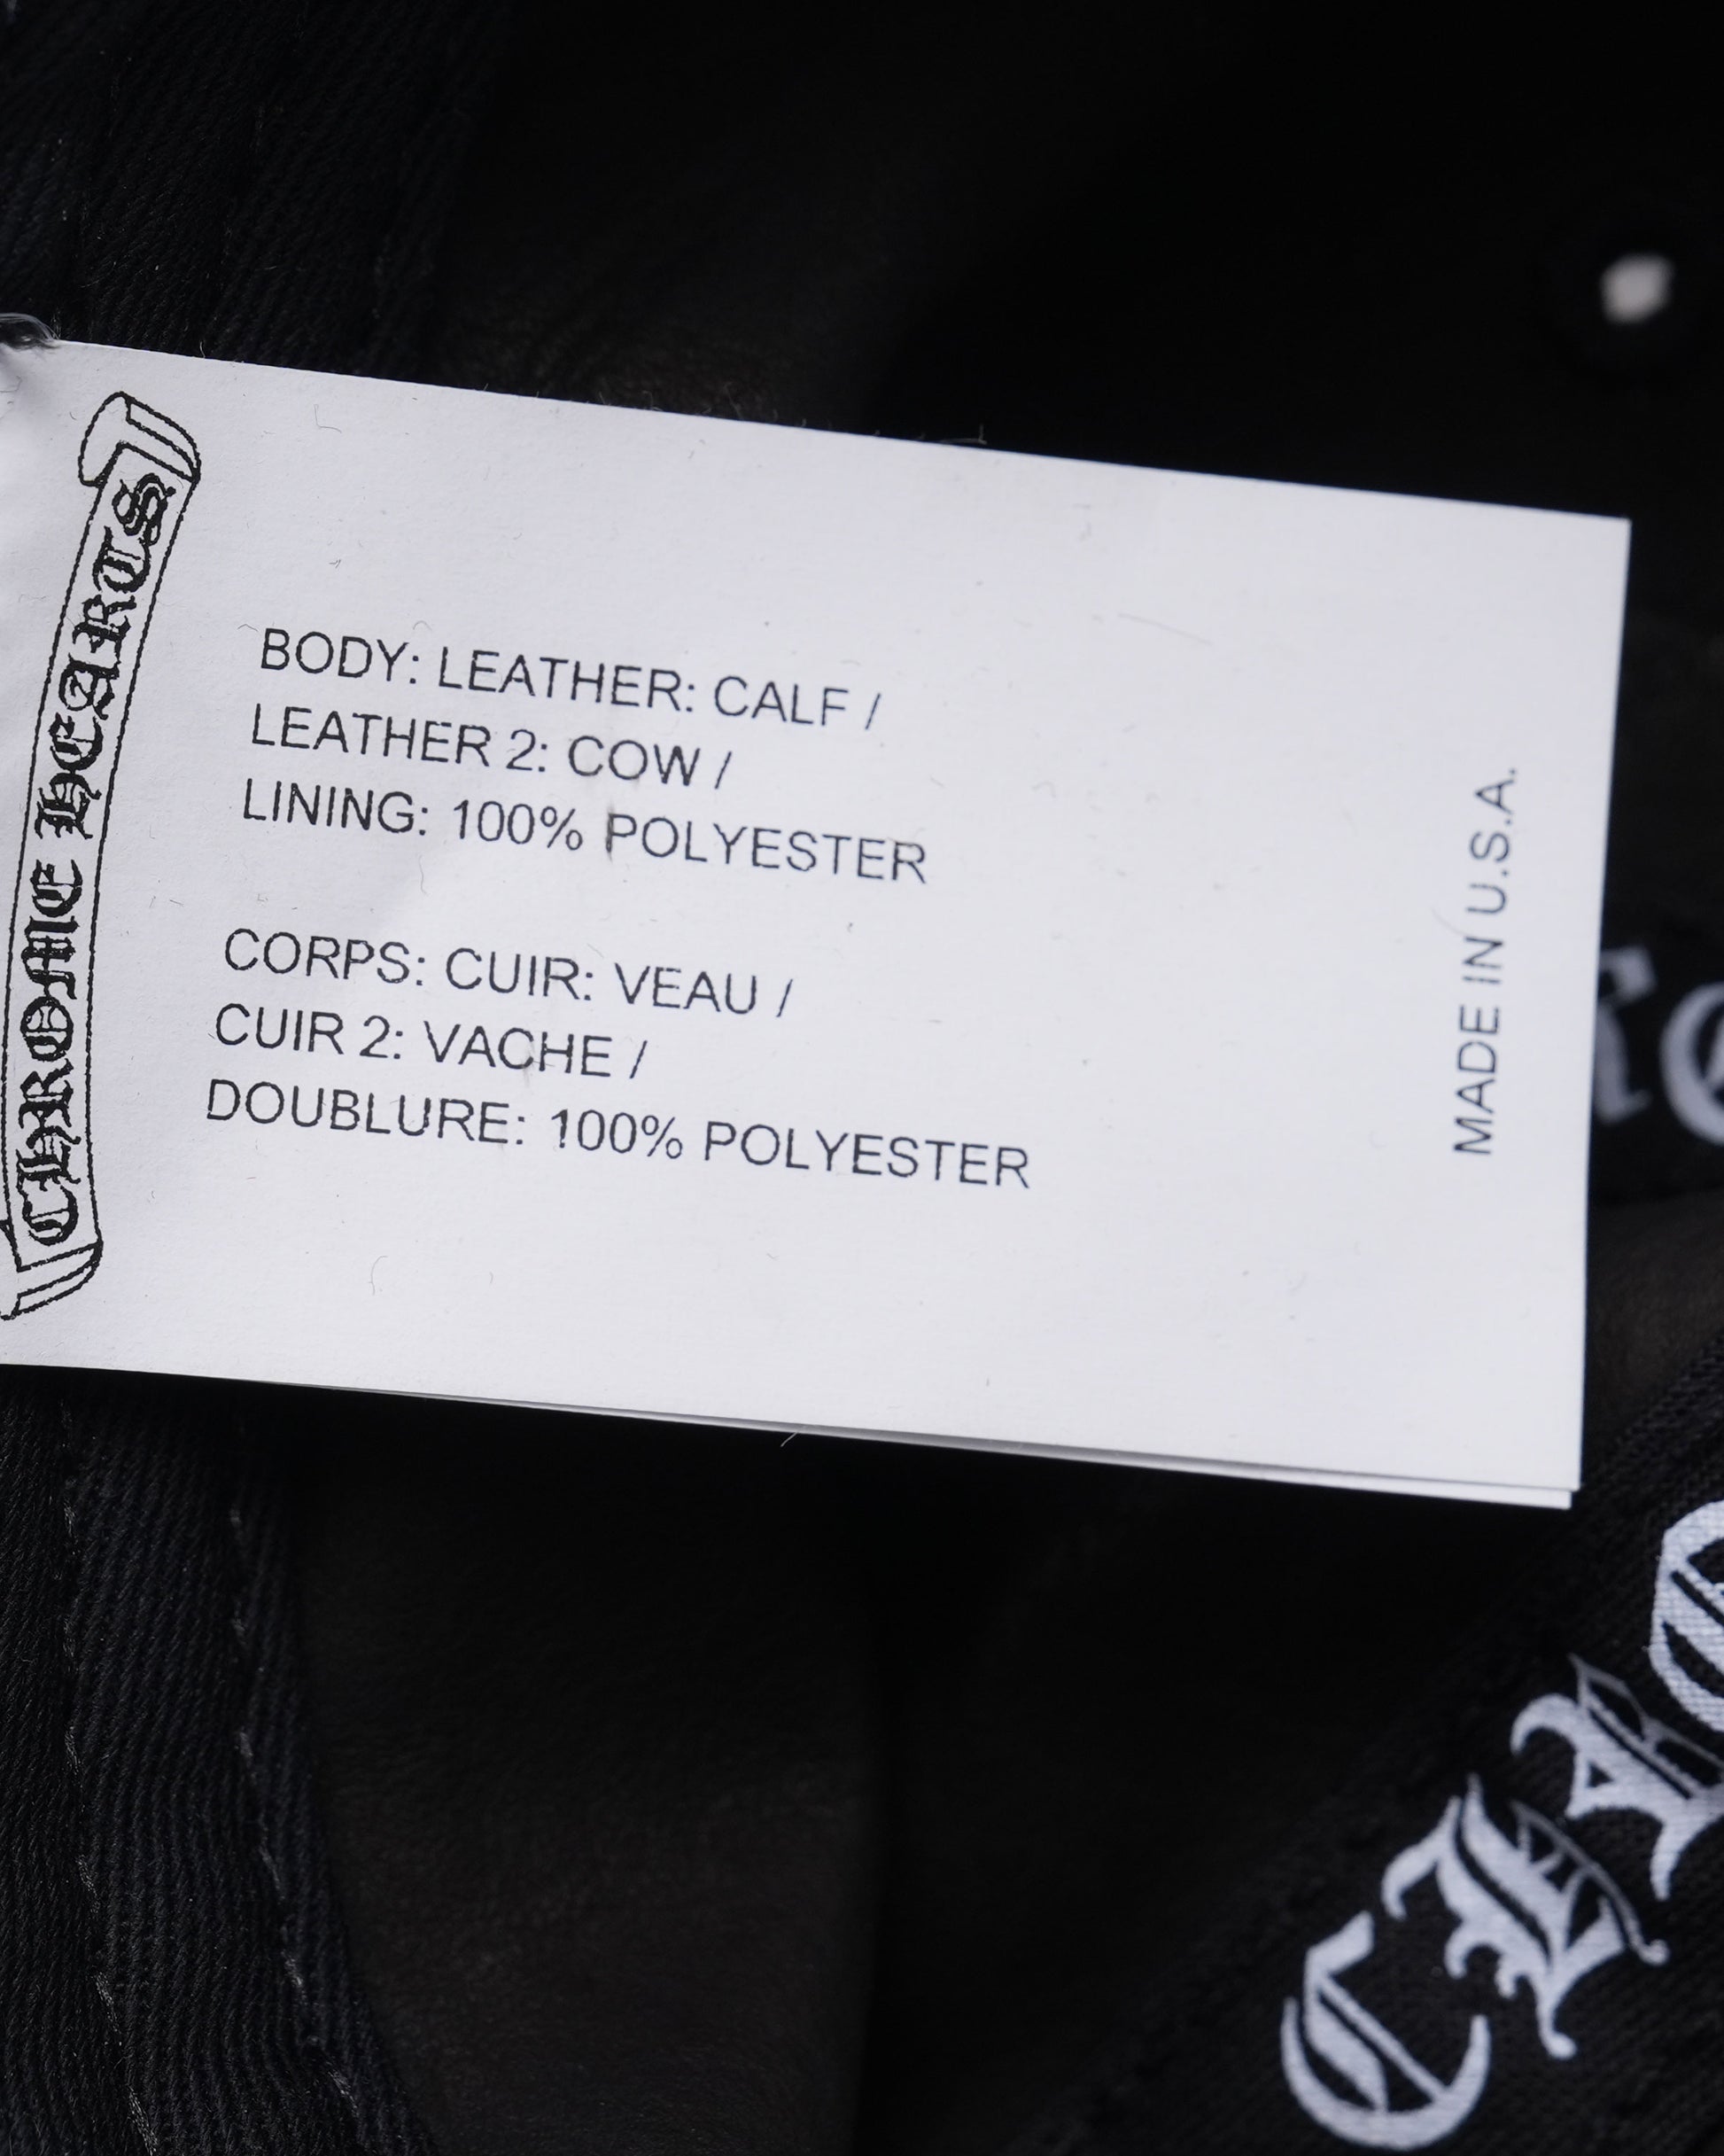 CHROME HEARTS
BODY: LEATHER: CALF /
LEATHER 2: COW /
LINING: 100% POLYESTER
CORPS: CUIR: VEAU /
CUIR 2: VACHE /
DOUBLURE: 100% POLYESTER
MADE IN U.S.A.
CHRO